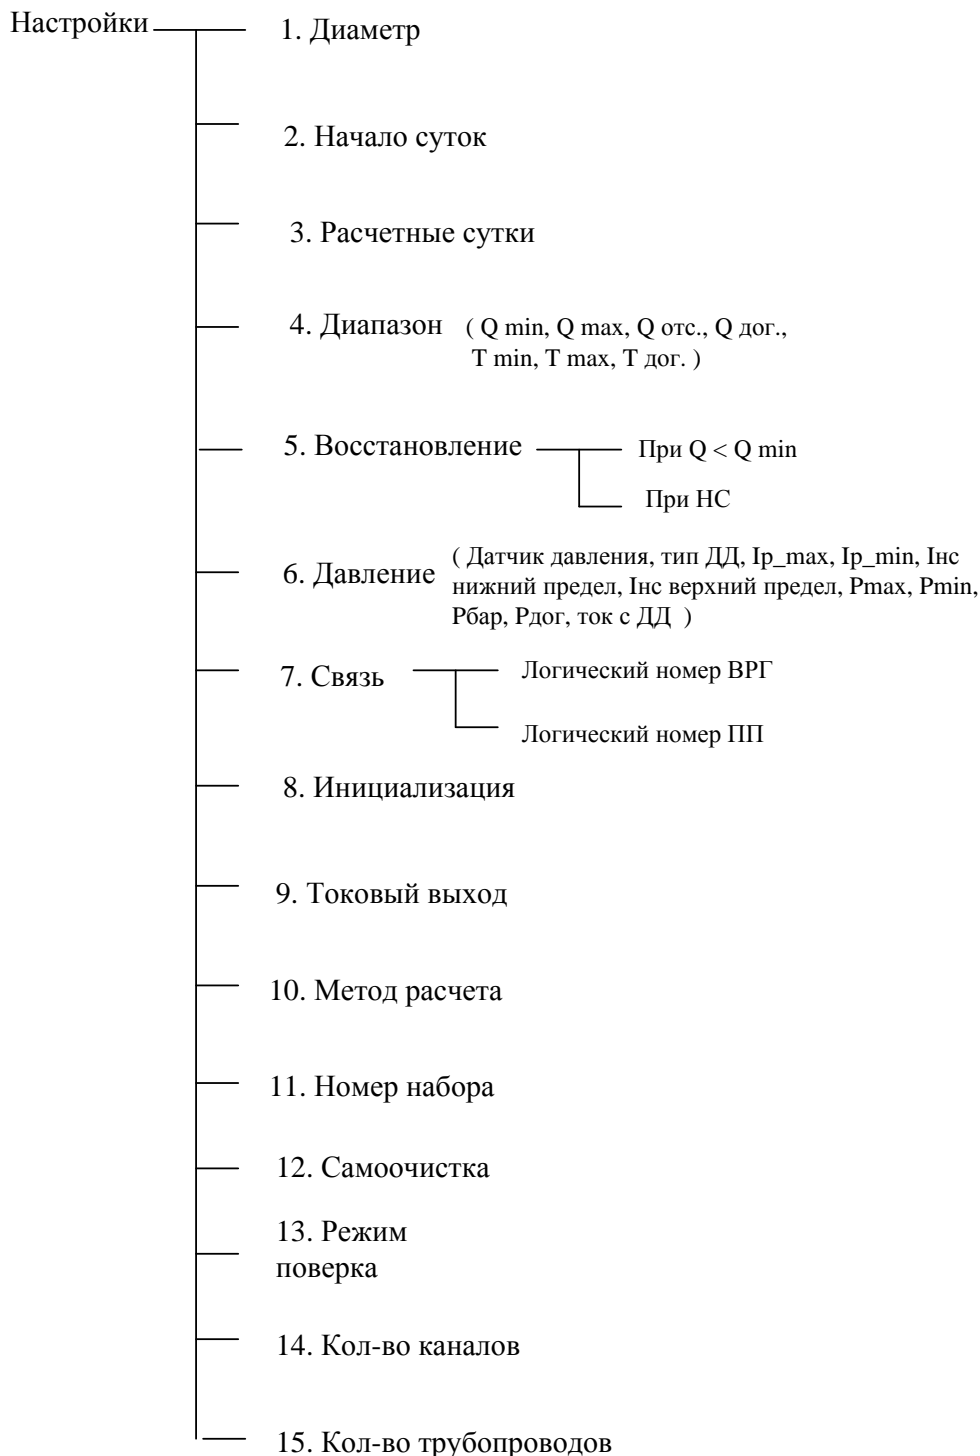 Настройки
1. Диаметр
2. Начало суток
3. Расчетные сутки
4. Диапазон ( Q min, Q max, Q отс., Q дог.,
T min, T max, T дог. )
5. Восстановление
При Q < Q min
При НС
6. Давление
( Датчик давления, тип ДД, Ip_max, Ip_min, Iнс
нижний предел, Iнс верхний предел, Pmax, Pmin,
Pбар, Pдог, ток с ДД )
7. Связь
Логический номер ВРГ
Логический номер ПП
8. Инициализация
9. Токовый выход
10. Метод расчета
11. Номер набора
12. Самоочистка
13. Режим
поверка
14. Кол-во каналов
15. Кол-во трубопроводов